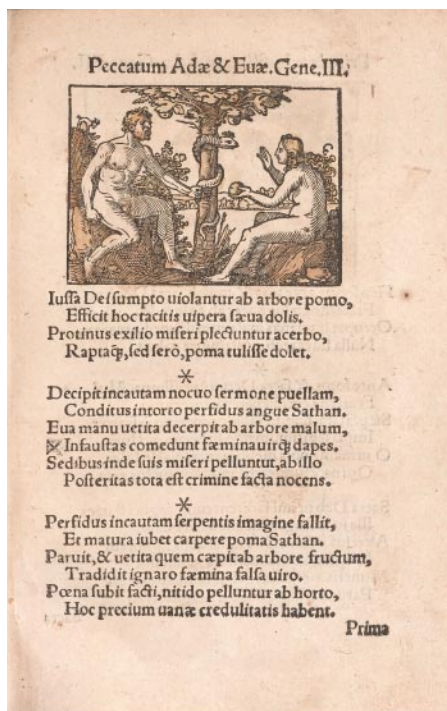 Peccatum Adæ & Euæ. Gene. III.
Iussa Dei sumpto uiolantur ab arbore pomo,
Efficit hoc tacitis uipera sæua dolis.
Protinus exilio miseri plectuntur acerbo,
Raptaq́;, sed serò, poma tulisse dolet.
*
Decipit incautam nocuo sermone puellam,
Conditus intorto perfidus angue Sathan.
Eua manu uetita decerpit ab arbore malum,
Infaustas comedunt fæmina uirq́; dapes.
Sedibus inde suis miseri pelluntur, ab illo
Posteritas tota est crimine facta nocens.
*
Perfidus incautam serpentis imagine fallit,
Et matura iubet carpere poma Sathan.
Paruit, & uetita quem cæpit ab arbore fructum,
Tradidit ignaro fæmina falsa uiro.
Pœna subit facti, nitido pelluntur ab horto,
Hoc precium uanæ credulitatis habent.
Prima